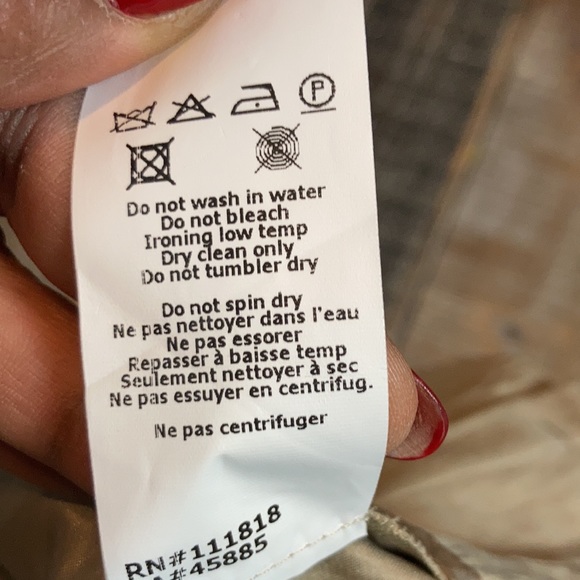 P
Do not wash in water
Do not bleach
Ironing low temp
Dry clean only
Do not tumbler dry
Do not spin dry
Ne pas nettoyer dans l'eau
Ne pas essorer
Repasser à baisse temp
Seulement nettoyer à sec
Ne pas essuyer en centrifug.
Ne pas centrifuger
RN#111818
#45885